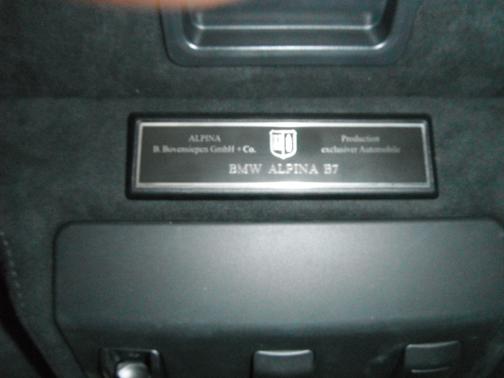 ALPINA
B. Bovensiepen GmbH + Co.
Production
exclusiver Automobile
BMW ALPINA B7